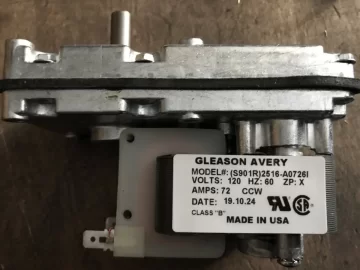 GLEASON AVERY
MODEL#: (S901R)2516-A0726I
VOLTS: 120 HZ: 60 ZP: X
AMPS: 72 CCW
DATE: 19.10.24
CLASS "B"
MADE IN USA